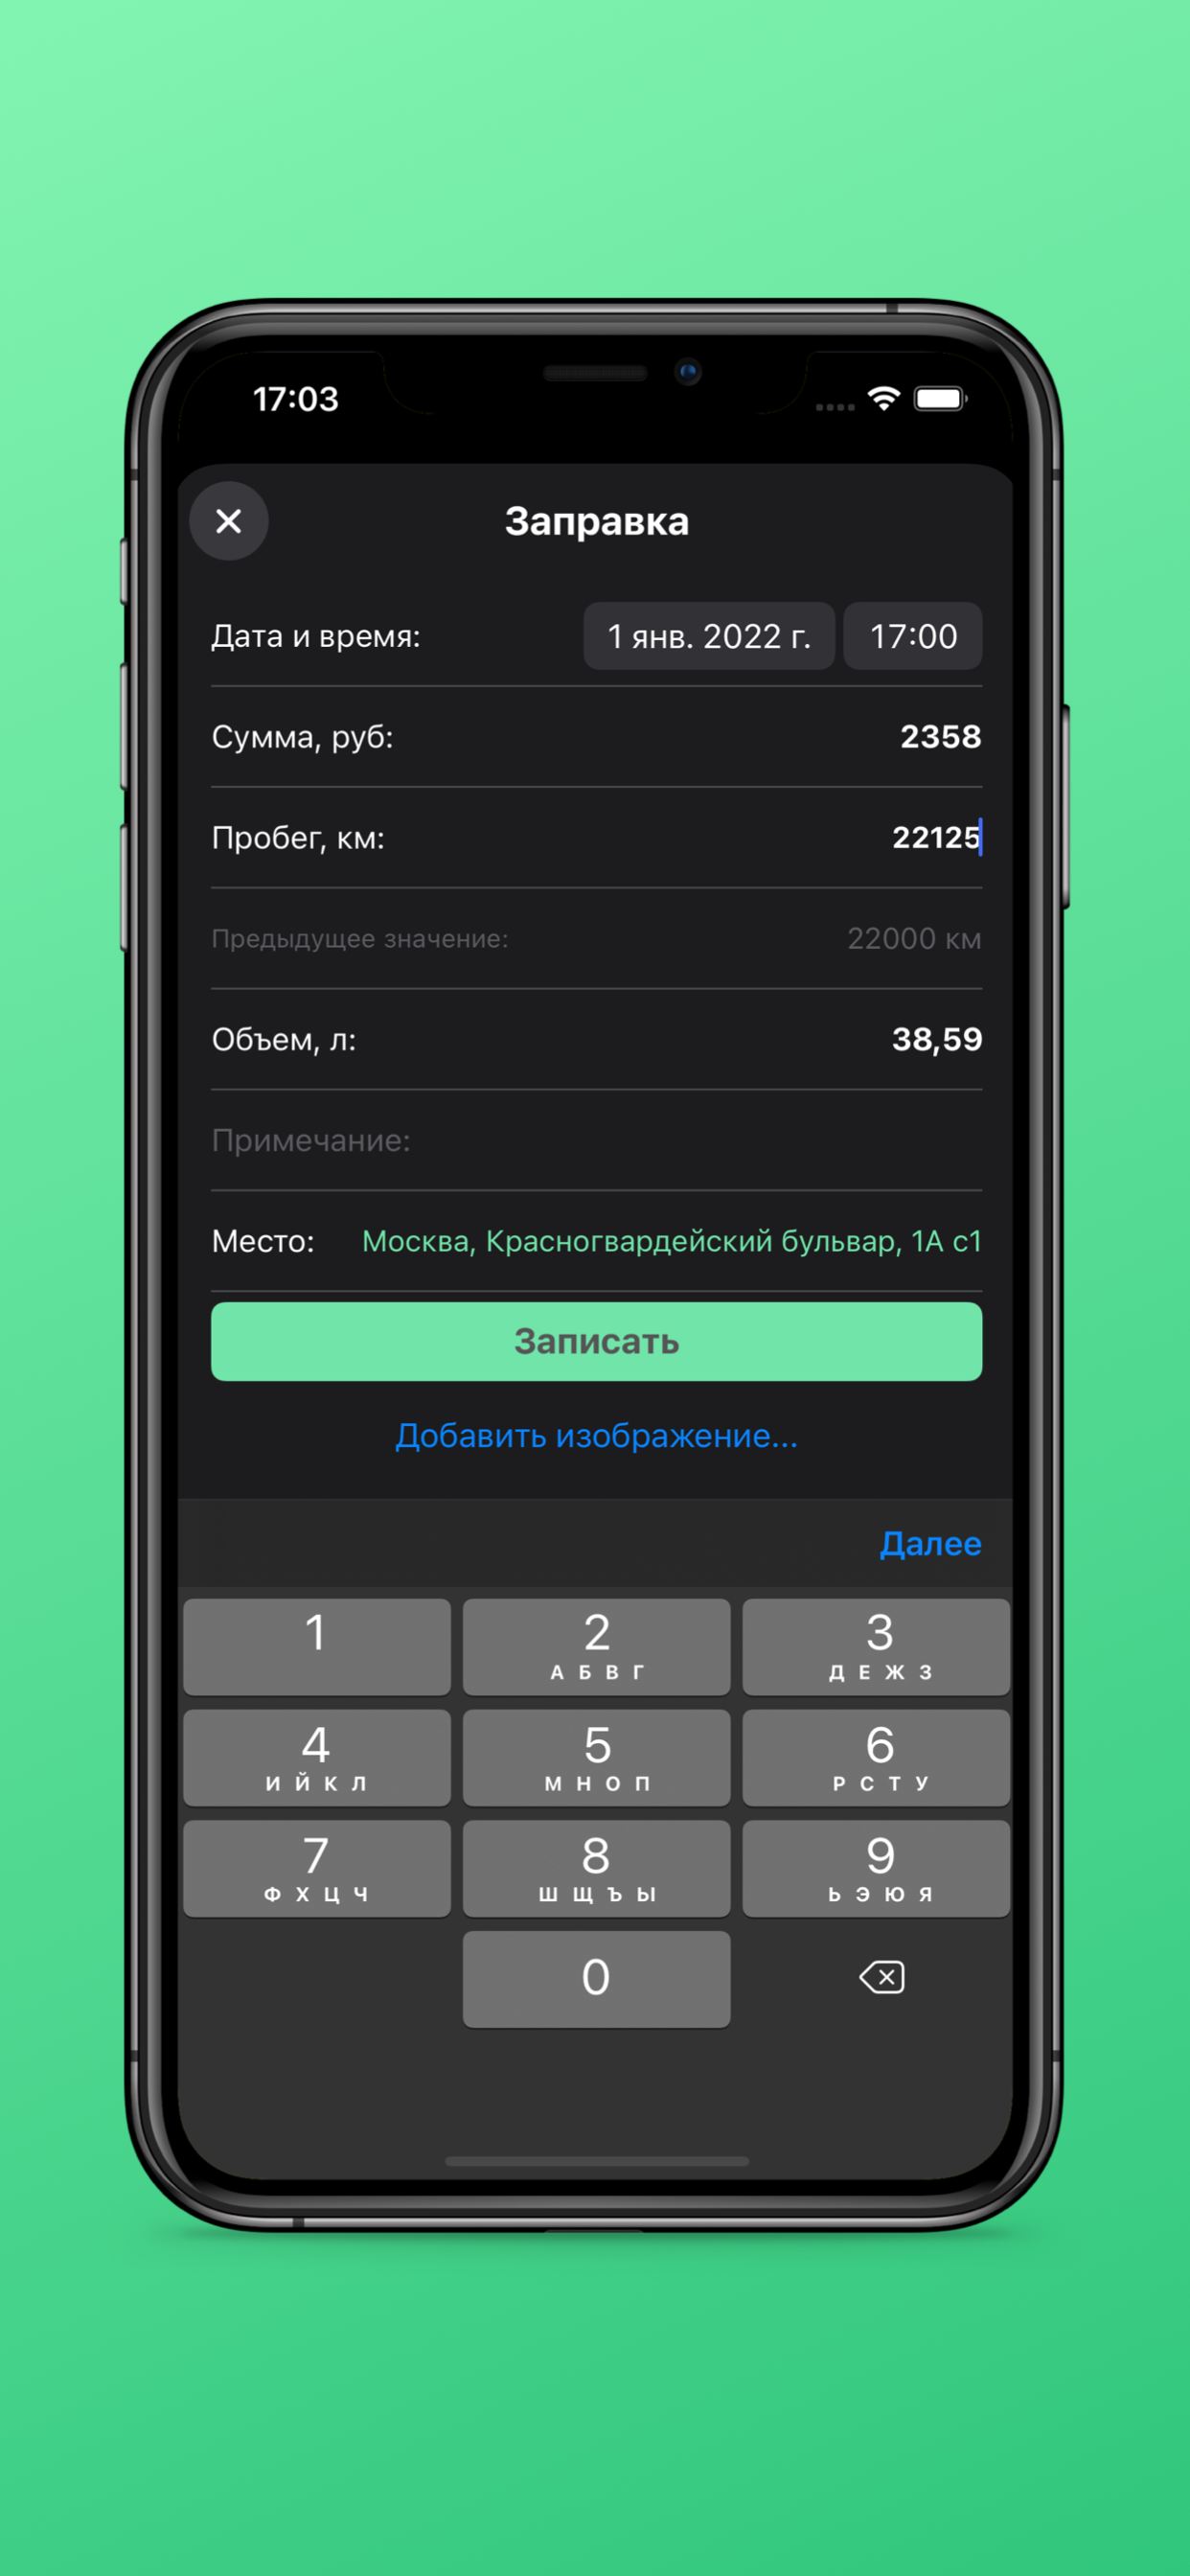 17:03
Заправка
Дата и время: 1 янв. 2022 г. 17:00
Сумма, руб: 2358
Пробег, км: 22125
Предыдущее значение: 22000 км
Объем, л: 38,59
Примечание:
Место: Москва, Красногвардейский бульвар, 1А с1
Записать
Добавить изображение...
Далее
1 2 3
А Б В Г Д Е Ж З
4 5 6
И Й К Л М Н О П Р С Т У
7 8 9
Ф Х Ц Ч Ш Щ Ъ Ы Ь Э Ю Я
0